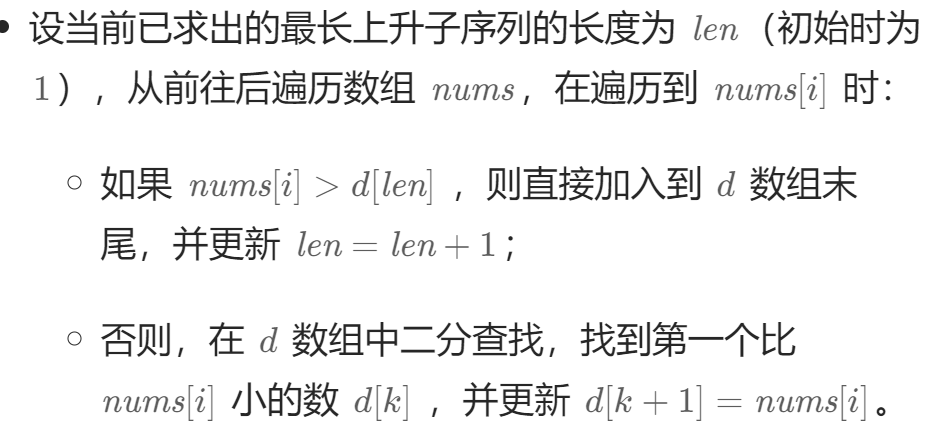 • 设当前已求出的最长上升子序列的长度为 len（初始时为
1），从前往后遍历数组 nums，在遍历到 nums[i] 时：
○ 如果 nums[i] > d[len] ，则直接加入到 d 数组末
尾，并更新 len = len + 1；
○ 否则，在 d 数组中二分查找，找到第一个比
nums[i] 小的数 d[k] ，并更新 d[k + 1] = nums[i]。